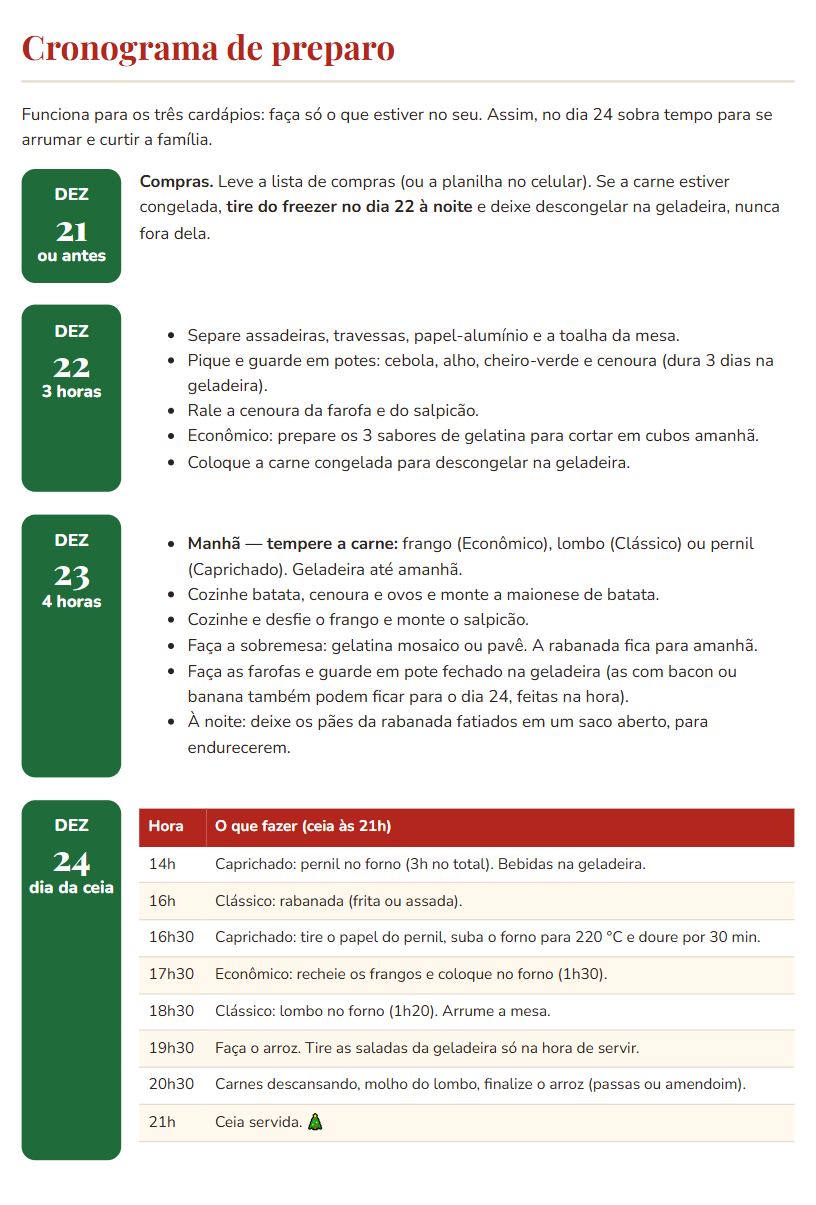 Cronograma de preparo
Funciona para os três cardápios: faça só o que estiver no seu. Assim, no dia 24 sobra tempo para se
arrumar e curtir a família.
DEZ
21
ou antes
Compras. Leve a lista de compras (ou a planilha no celular). Se a carne estiver
congelada, tire do freezer no dia 22 à noite e deixe descongelar na geladeira, nunca
fora dela.
DEZ
22
3 horas
• Separe assadeiras, travessas, papel-alumínio e a toalha da mesa.
• Pique e guarde em potes: cebola, alho, cheiro-verde e cenoura (dura 3 dias na
geladeira).
• Rale a cenoura da farofa e do salpicão.
• Econômico: prepare os 3 sabores de gelatina para cortar em cubos amanhã.
• Coloque a carne congelada para descongelar na geladeira.
DEZ
23
4 horas
• Manhã — tempere a carne: frango (Econômico), lombo (Clássico) ou pernil
(Caprichado). Geladeira até amanhã.
• Cozinhe batata, cenoura e ovos e monte a maionese de batata.
• Cozinhe e desfie o frango e monte o salpicão.
• Faça a sobremesa: gelatina mosaico ou pavê. A rabanada fica para amanhã.
• Faça as farofas e guarde em pote fechado na geladeira (as com bacon ou
banana também podem ficar para o dia 24, feitas na hora).
• À noite: deixe os pães da rabanada fatiados em um saco aberto, para
endurecerem.
DEZ
24
dia da ceia
Hora O que fazer (ceia às 21h)
14h Caprichado: pernil no forno (3h no total). Bebidas na geladeira.
16h Clássico: rabanada (frita ou assada).
16h30 Caprichado: tire o papel do pernil, suba o forno para 220 °C e doure por 30 min.
17h30 Econômico: recheie os frangos e coloque no forno (1h30).
18h30 Clássico: lombo no forno (1h20). Arrume a mesa.
19h30 Faça o arroz. Tire as saladas da geladeira só na hora de servir.
20h30 Carnes descansando, molho do lombo, finalize o arroz (passas ou amendoim).
21h Ceia servida. 🎄